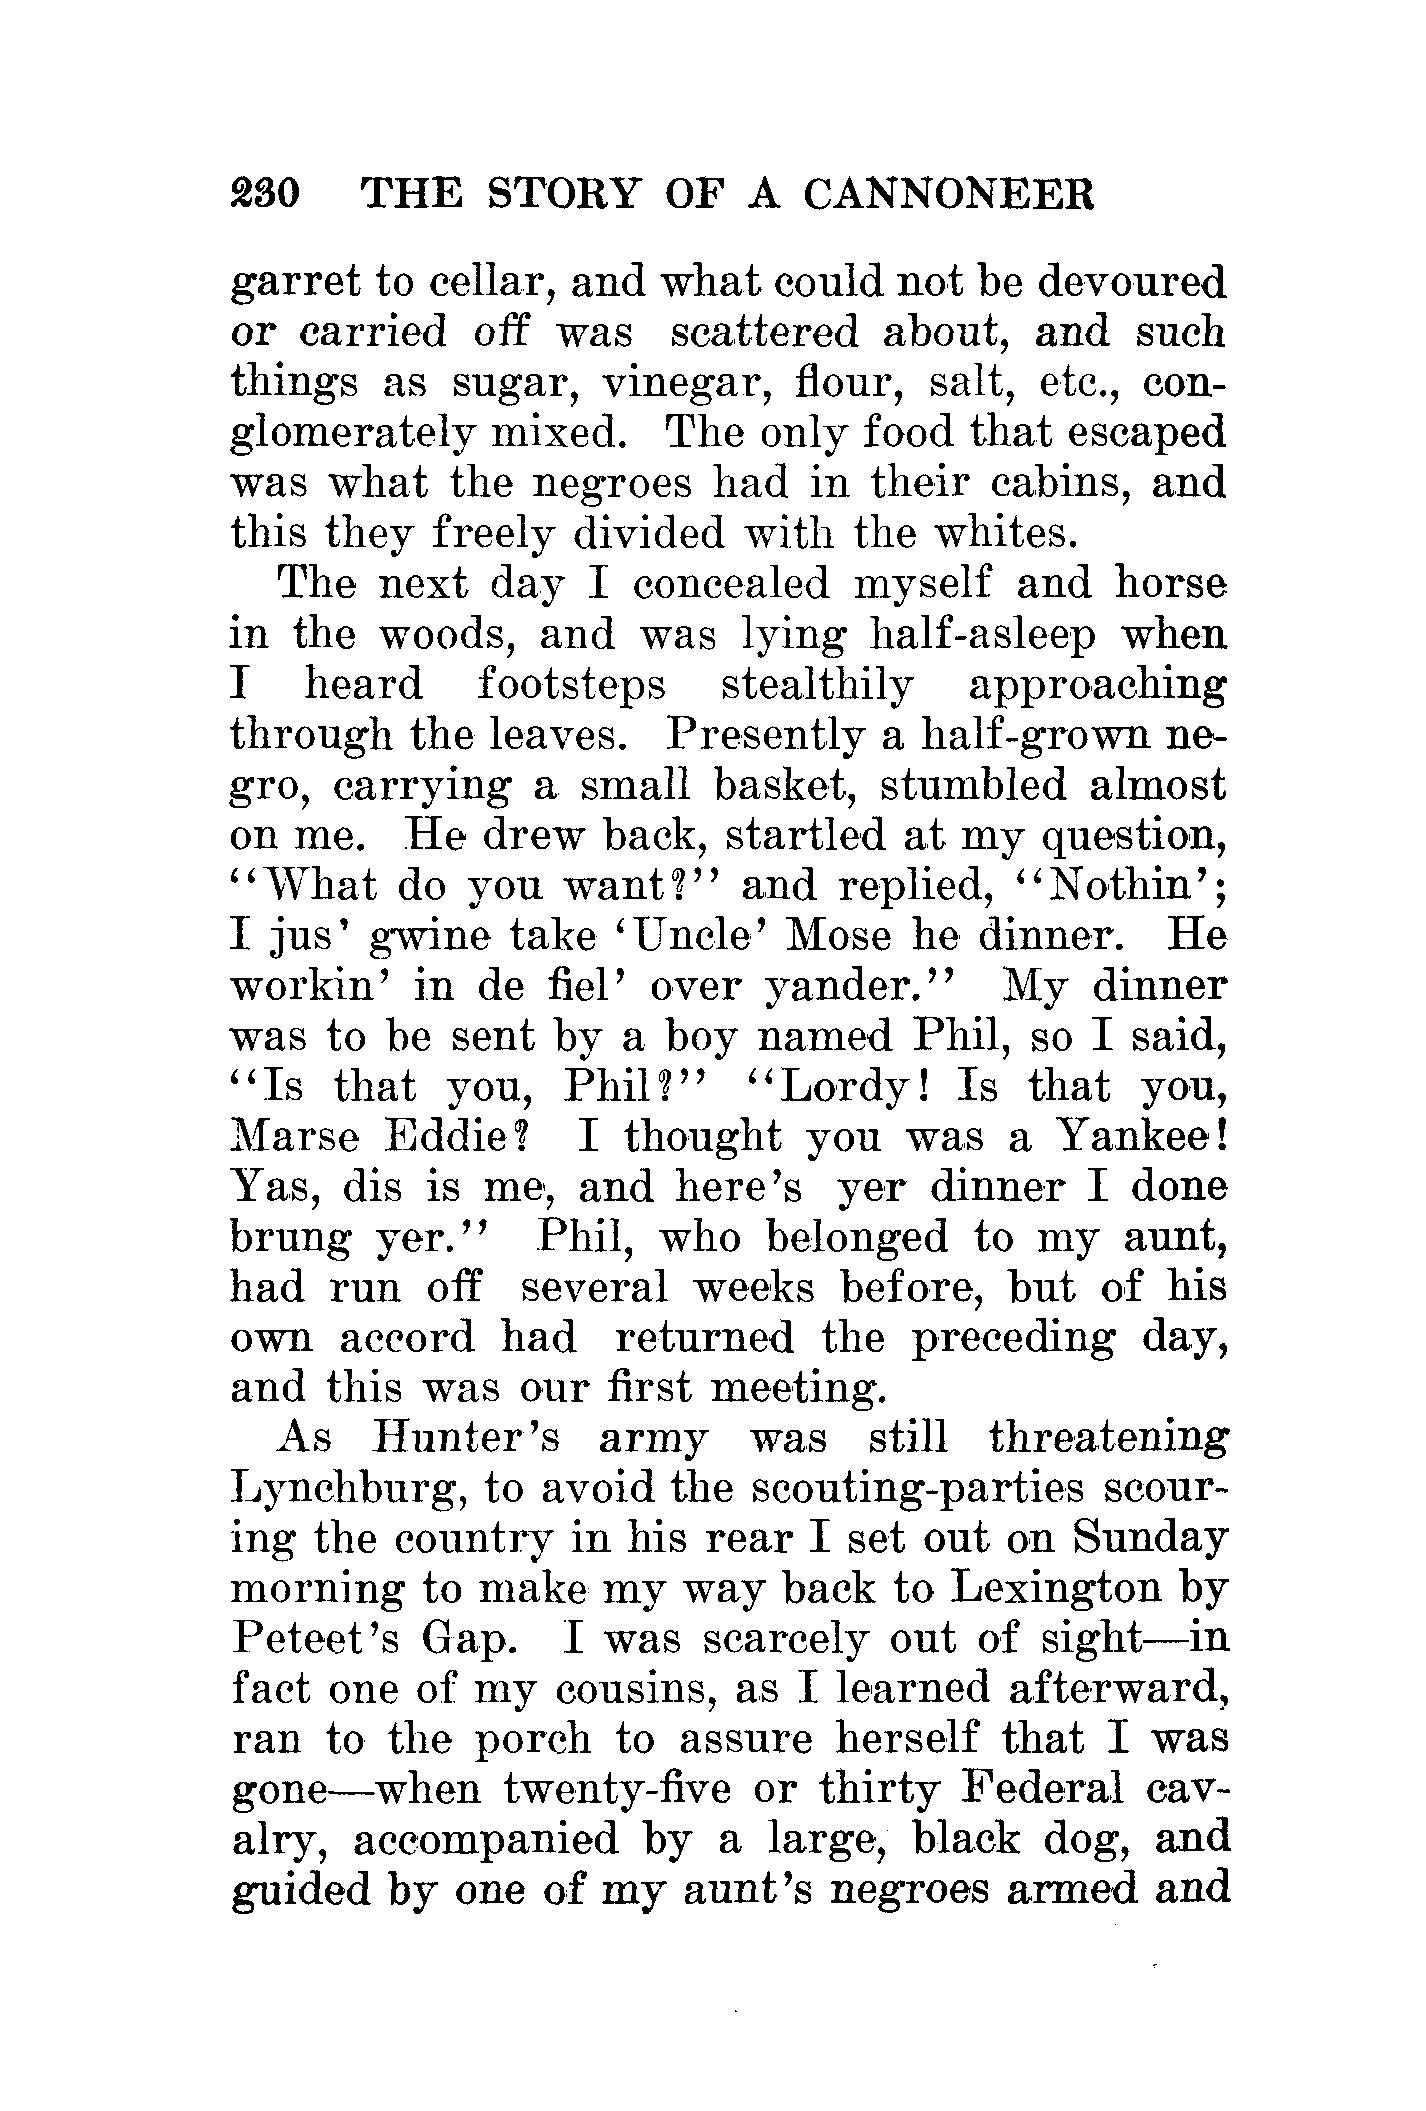 230 THE STORY OF A CANNONEER
garret to cellar, and what could not be devoured
or carried off was scattered about, and such
things as sugar, vinegar, flour, salt, etc., con-
glomerately mixed. The only food that escaped
was what the negroes had in their cabins, and
this they freely divided with the whites.
The next day I concealed myself and horse
in the woods, and was lying half-asleep when
I heard footsteps stealthily approaching
through the leaves. Presently a half-grown ne-
gro, carrying a small basket, stumbled almost
on me. He drew back, startled at my question,
‘‘What do you want?’’ and replied, ‘‘Nothin’;
I jus’ gwine take ‘Uncle’ Mose he dinner. He
workin’ in de fiel’ over yander.’’ My dinner
was to be sent by a boy named Phil, so I said,
‘‘Is that you, Phil?’’ ‘‘Lordy! Is that you,
Marse Eddie? I thought you was a Yankee!
Yas, dis is me, and here’s yer dinner I done
brung yer.’’ Phil, who belonged to my aunt,
had run off several weeks before, but of his
own accord had returned the preceding day,
and this was our first meeting.
As Hunter’s army was still threatening
Lynchburg, to avoid the scouting-parties scour-
ing the country in his rear I set out on Sunday
morning to make my way back to Lexington by
Peteet’s Gap. I was scarcely out of sight—in
fact one of my cousins, as I learned afterward,
ran to the porch to assure herself that I was
gone—when twenty-five or thirty Federal cav-
alry, accompanied by a large, black dog, and
guided by one of my aunt’s negroes armed and